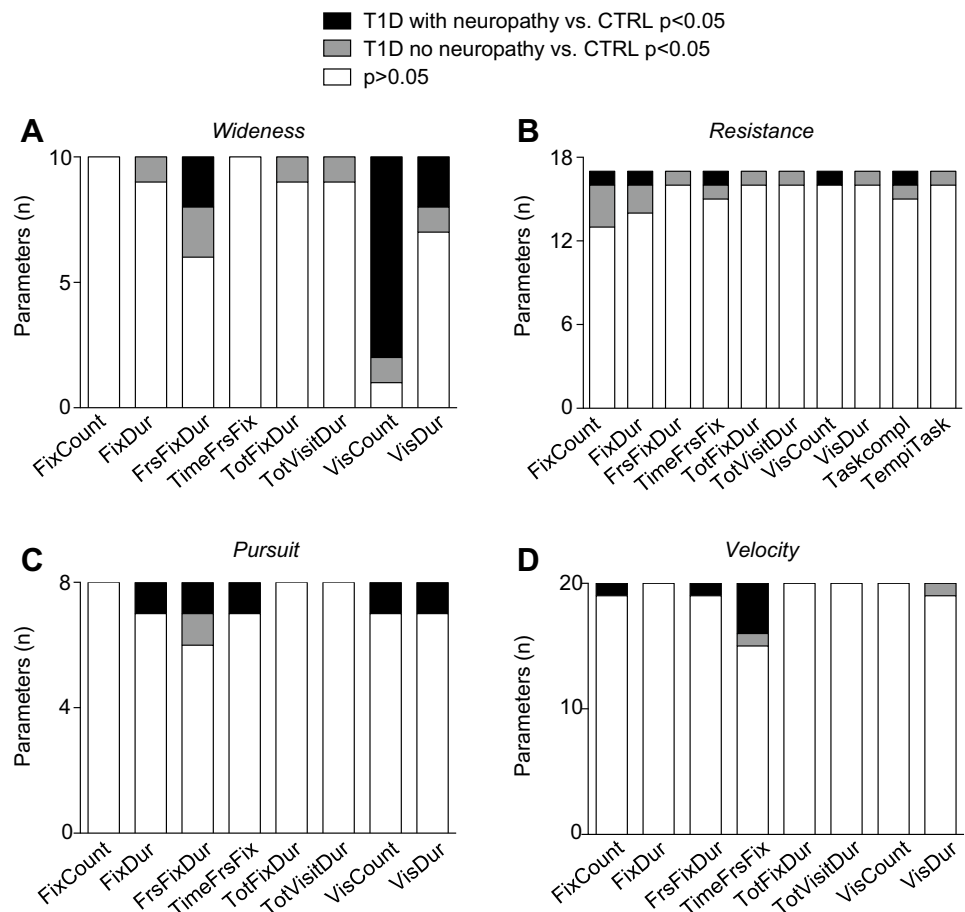 T1D with neuropathy vs. CTRL p<0.05
T1D no neuropathy vs. CTRL p<0.05
p>0.05
A
Wideness
10
5
0
Parameters (n)
FixCount
FixDur
FrsFixDur
TimeFrsFix
TotFixDur
TotVisitDur
VisCount
VisDur
B
Resistance
18
12
6
0
Parameters (n)
FixCount
FixDur
FrsFixDur
TimeFrsFix
TotFixDur
TotVisitDur
VisCount
VisDur
Taskcompl
TempiTask
C
Pursuit
8
4
0
Parameters (n)
FixCount
FixDur
FrsFixDur
TimeFrsFix
TotFixDur
TotVisitDur
VisCount
VisDur
D
Velocity
20
10
0
Parameters (n)
FixCount
FixDur
FrsFixDur
TimeFrsFix
TotFixDur
TotVisitDur
VisCount
VisDur